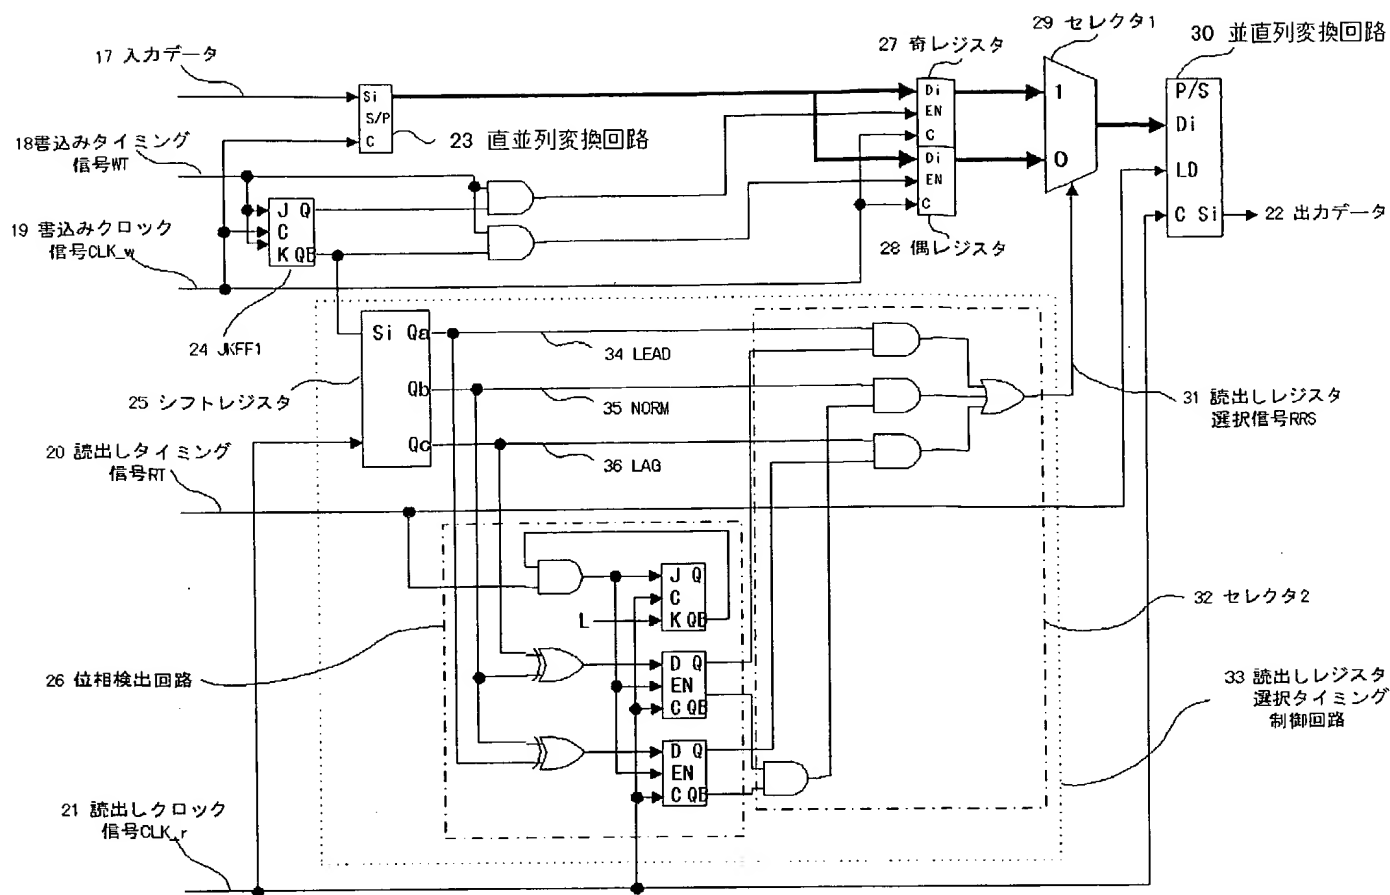 29 セレクタ1
27 奇レジスタ
30 並直列変換回路
17 入力データ
P/S
Di
LD
C Si
1
0
Di
EN
C
Di
EN
C
Si
S/P
C
23 直並列変換回路
18書込みタイミング
信号WT
J Q
C
K QB
19 書込みクロック
信号CLK_w
22 出力データ
28 偶レジスタ
24 JKFF1
Si Qa
Qb
Qc
34 LEAD
35 NORM
36 LAG
25 シフトレジスタ
31 読出しレジスタ
選択信号RRS
20 読出しタイミング
信号RT
J Q
C
K QB
L
32 セレクタ2
26 位相検出回路
D Q
EN
C QB
33 読出しレジスタ
選択タイミング
制御回路
D Q
EN
C QB
21 読出しクロック
信号CLK_r